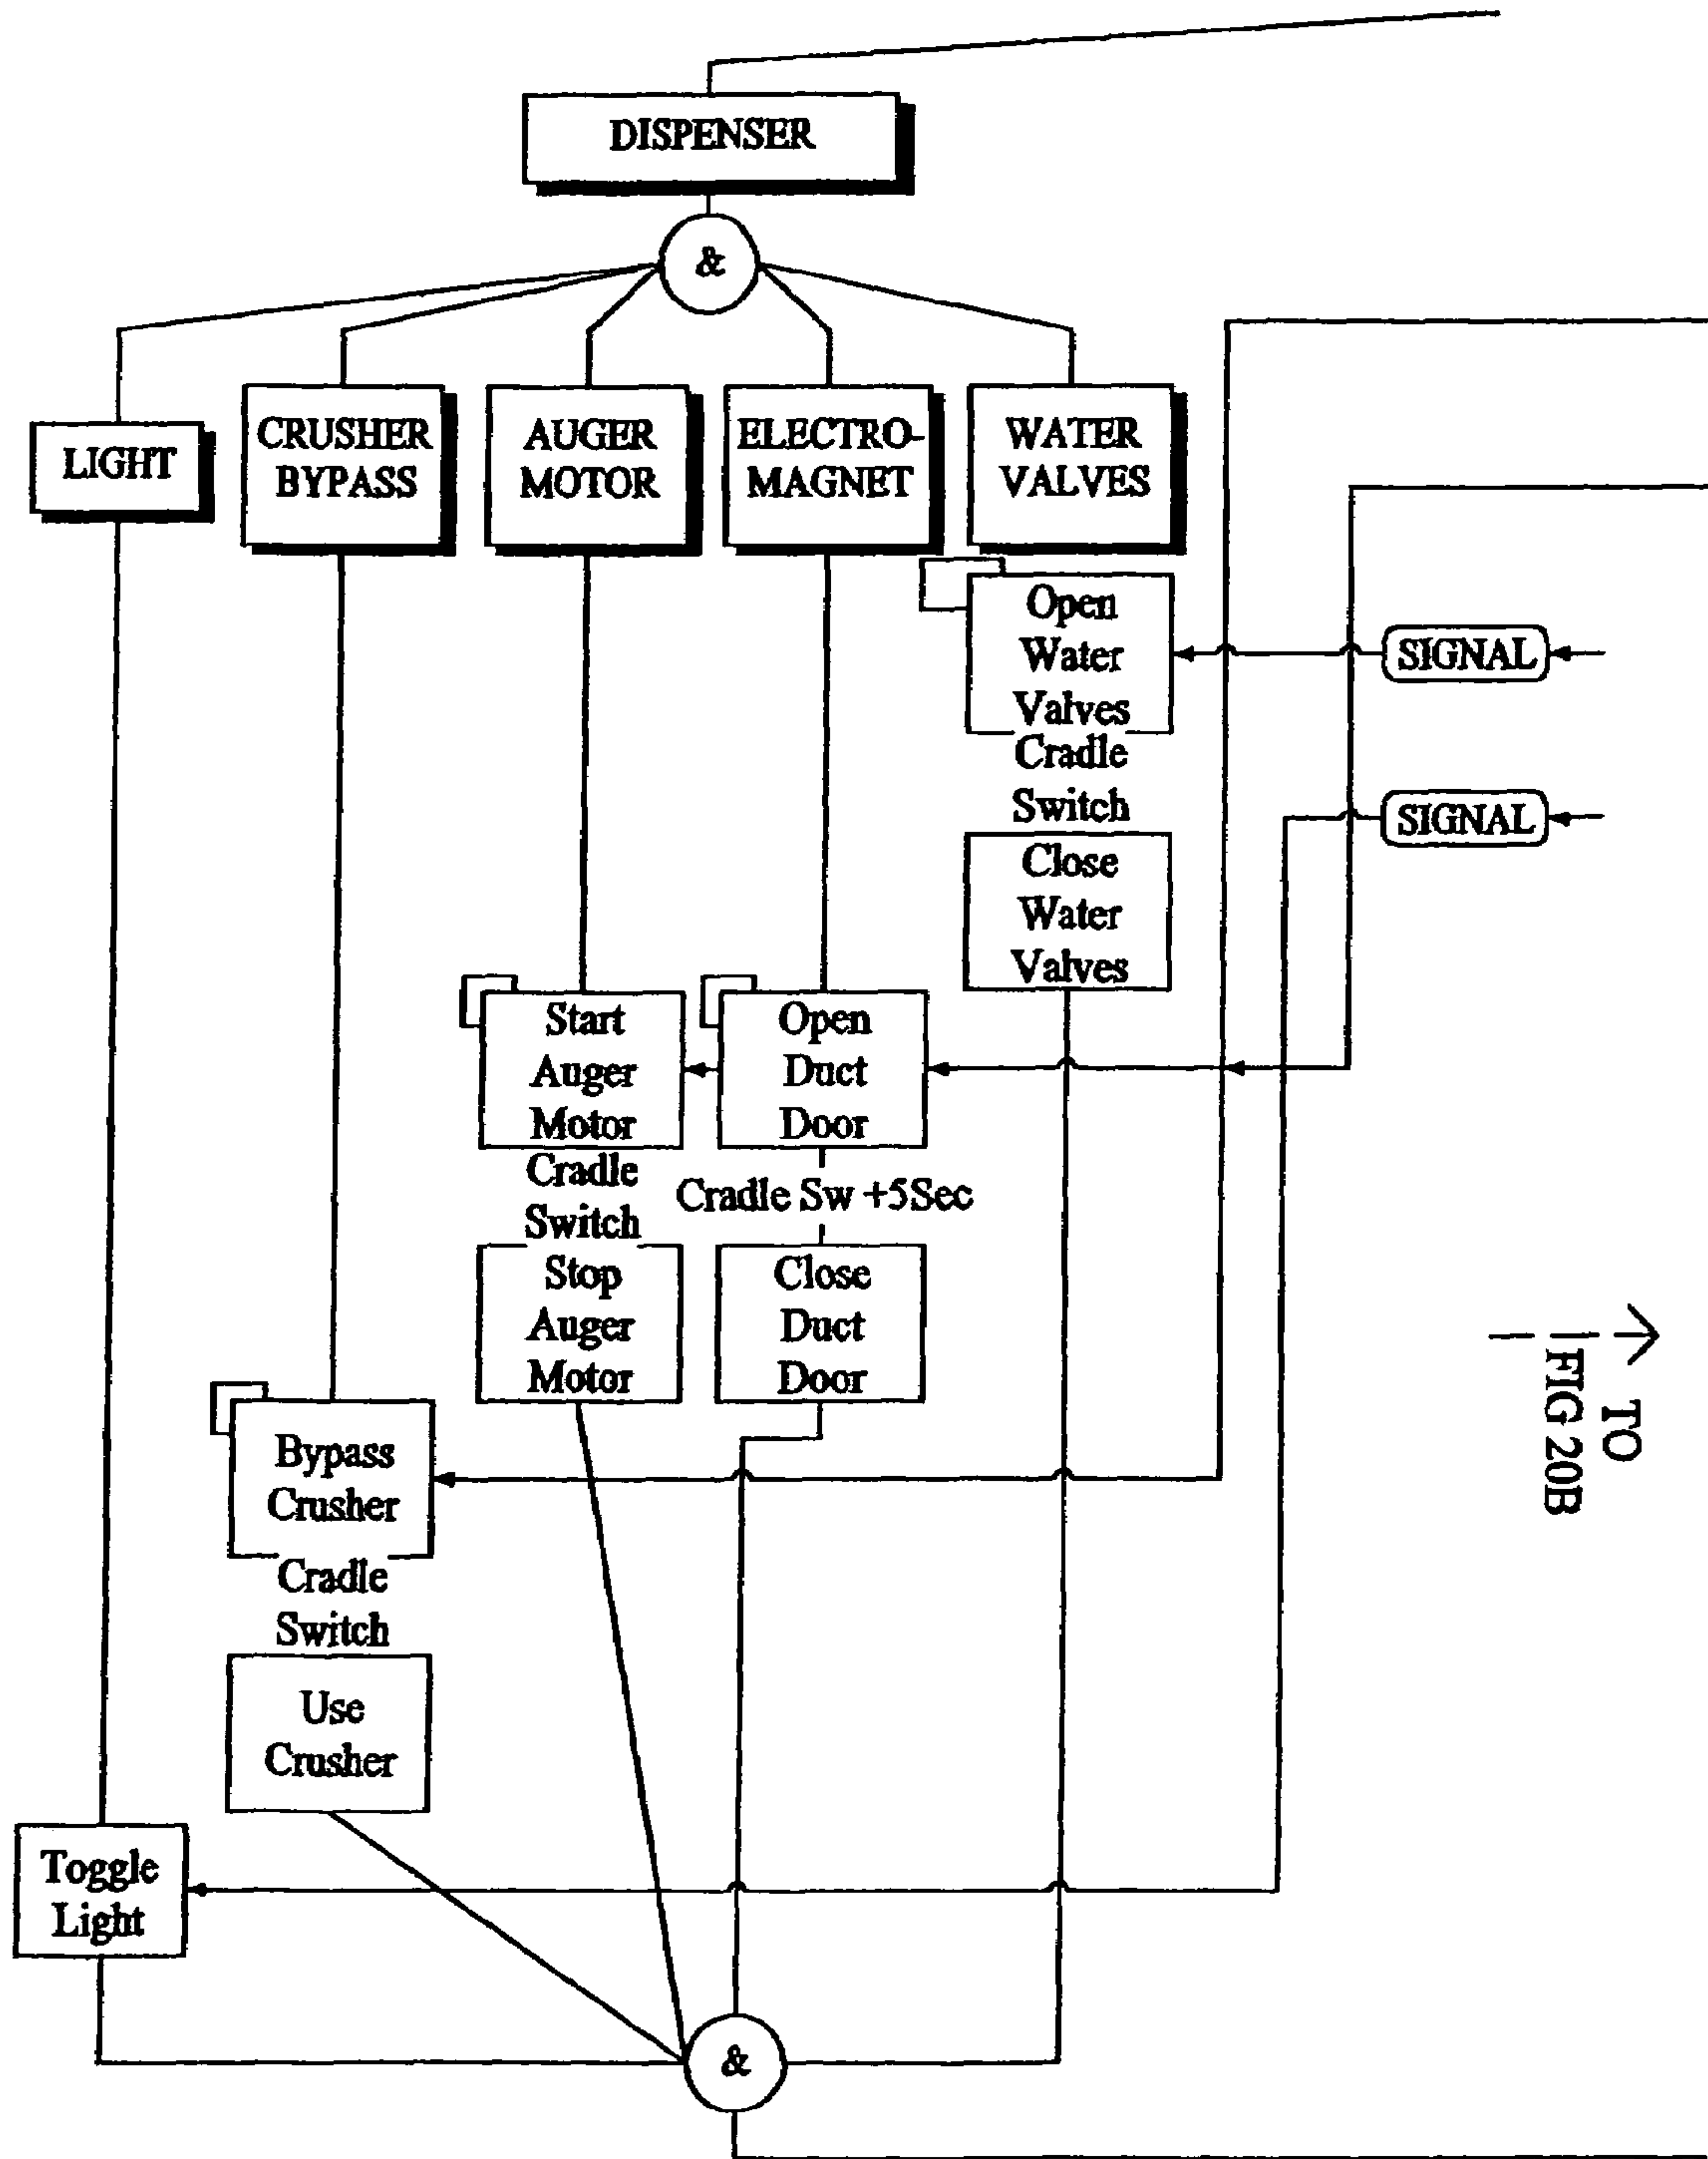 DISPENSER
&
LIGHT
CRUSHER
BYPASS
AUGER
MOTOR
ELECTRO-
MAGNET
WATER
VALVES
Open
Water
Valves
Cradle
Switch
Close
Water
Valves
SIGNAL
SIGNAL
Start
Auger
Motor
Cradle
Switch
Stop
Auger
Motor
Open
Duct
Door
Cradle Sw +5Sec
Close
Duct
Door
Bypass
Crusher
Cradle
Switch
Use
Crusher
Toggle
Light
&
TO
FIG 20B